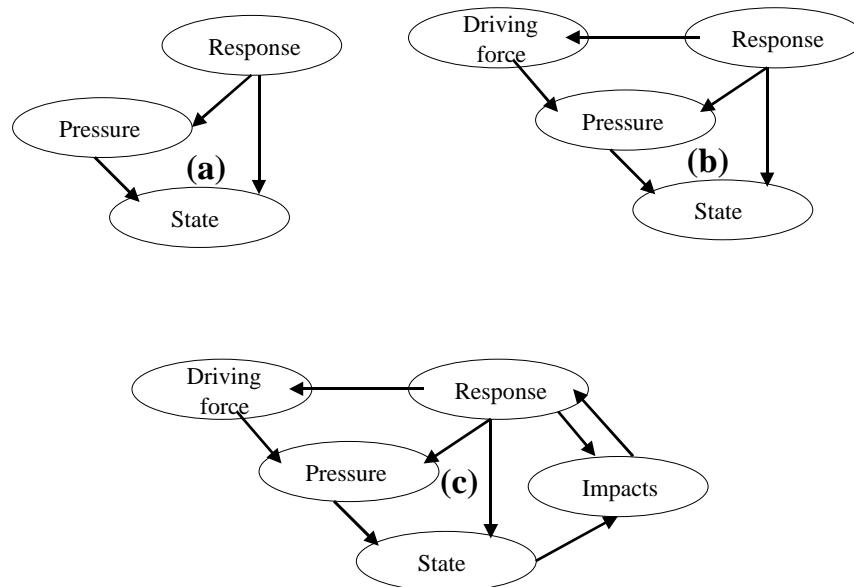 Response
Pressure
(a)
State
Driving
force
Response
Pressure
(b)
State
Driving
force
Response
Pressure
(c)
Impacts
State